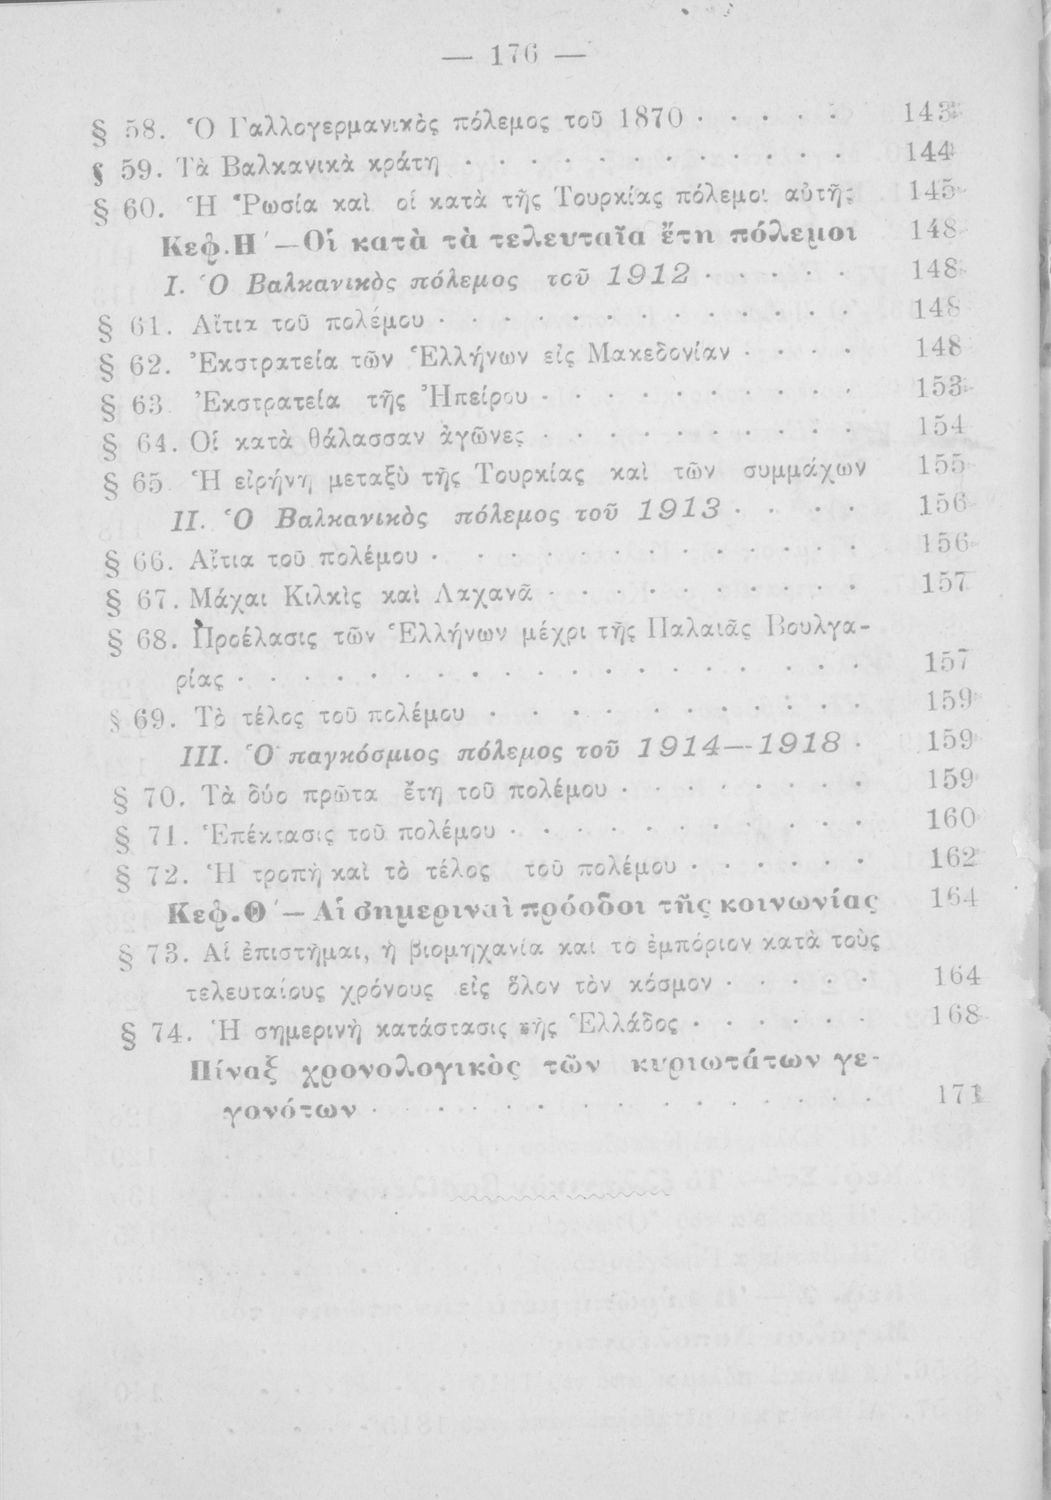 — 176 —
§ 58. Ὁ Γαλλογερμανικὸς πόλεμος τοῦ 1870 . . . . . 143
§ 59. Τὰ Βαλκανικὰ κράτη . . . . . . . . . . . . 144
§ 60. Ἡ Ῥωσία καὶ οἱ κατὰ τῆς Τουρκίας πόλεμοι αὐτῆς 145
Κεφ. Η΄ — Οἱ κατὰ τὰ τελευταῖα ἔτη πόλεμοι 148
I. Ὁ Βαλκανικὸς πόλεμος τοῦ 1912 . . . . . 148
§ 61. Αἴτια τοῦ πολέμου . . . . . . . . . . . . . 148
§ 62. Ἐκστρατεία τῶν Ἑλλήνων εἰς Μακεδονίαν . . . . 148
§ 63. Ἐκστρατεία τῆς Ἠπείρου . . . . . . . . . . 153
§ 64. Οἱ κατὰ θάλασσαν ἀγῶνες . . . . . . . . . . 154
§ 65. Ἡ εἰρήνη μεταξὺ τῆς Τουρκίας καὶ τῶν συμμάχων 155
II. Ὁ Βαλκανικὸς πόλεμος τοῦ 1913 . . . . 156
§ 66. Αἴτια τοῦ πολέμου . . . . . . . . . . . . . 156
§ 67. Μάχαι Κιλκὶς καὶ Λαχανᾶ . . . . . . . . . . 157
§ 68. Προέλασις τῶν Ἑλλήνων μέχρι τῆς Παλαιᾶς Βουλγα-
ρίας . . . . . . . . . . . . . . . . . . . 157
§ 69. Τὸ τέλος τοῦ πολέμου . . . . . . . . . . . 159
III. Ὁ παγκόσμιος πόλεμος τοῦ 1914—1918 . 159
§ 70. Τὰ δύο πρῶτα ἔτη τοῦ πολέμου . . . . . . . . 159
§ 71. Ἐπέκτασις τοῦ πολέμου . . . . . . . . . . . 160
§ 72. Ἡ τροπὴ καὶ τὸ τέλος τοῦ πολέμου . . . . . . 162
Κεφ. Θ΄ — Αἱ σημεριναὶ πρόοδοι τῆς κοινωνίας 164
§ 73. Αἱ ἐπιστῆμαι, ἡ βιομηχανία καὶ τὸ ἐμπόριον κατὰ τοὺς
τελευταίους χρόνους εἰς ὅλον τὸν κόσμον . . . . . 164
§ 74. Ἡ σημερινὴ κατάστασις τῆς Ἑλλάδος . . . . . . 168
Πίναξ χρονολογικὸς τῶν κυριωτάτων γε-
γονότων . . . . . . . . . . . . . . . 171